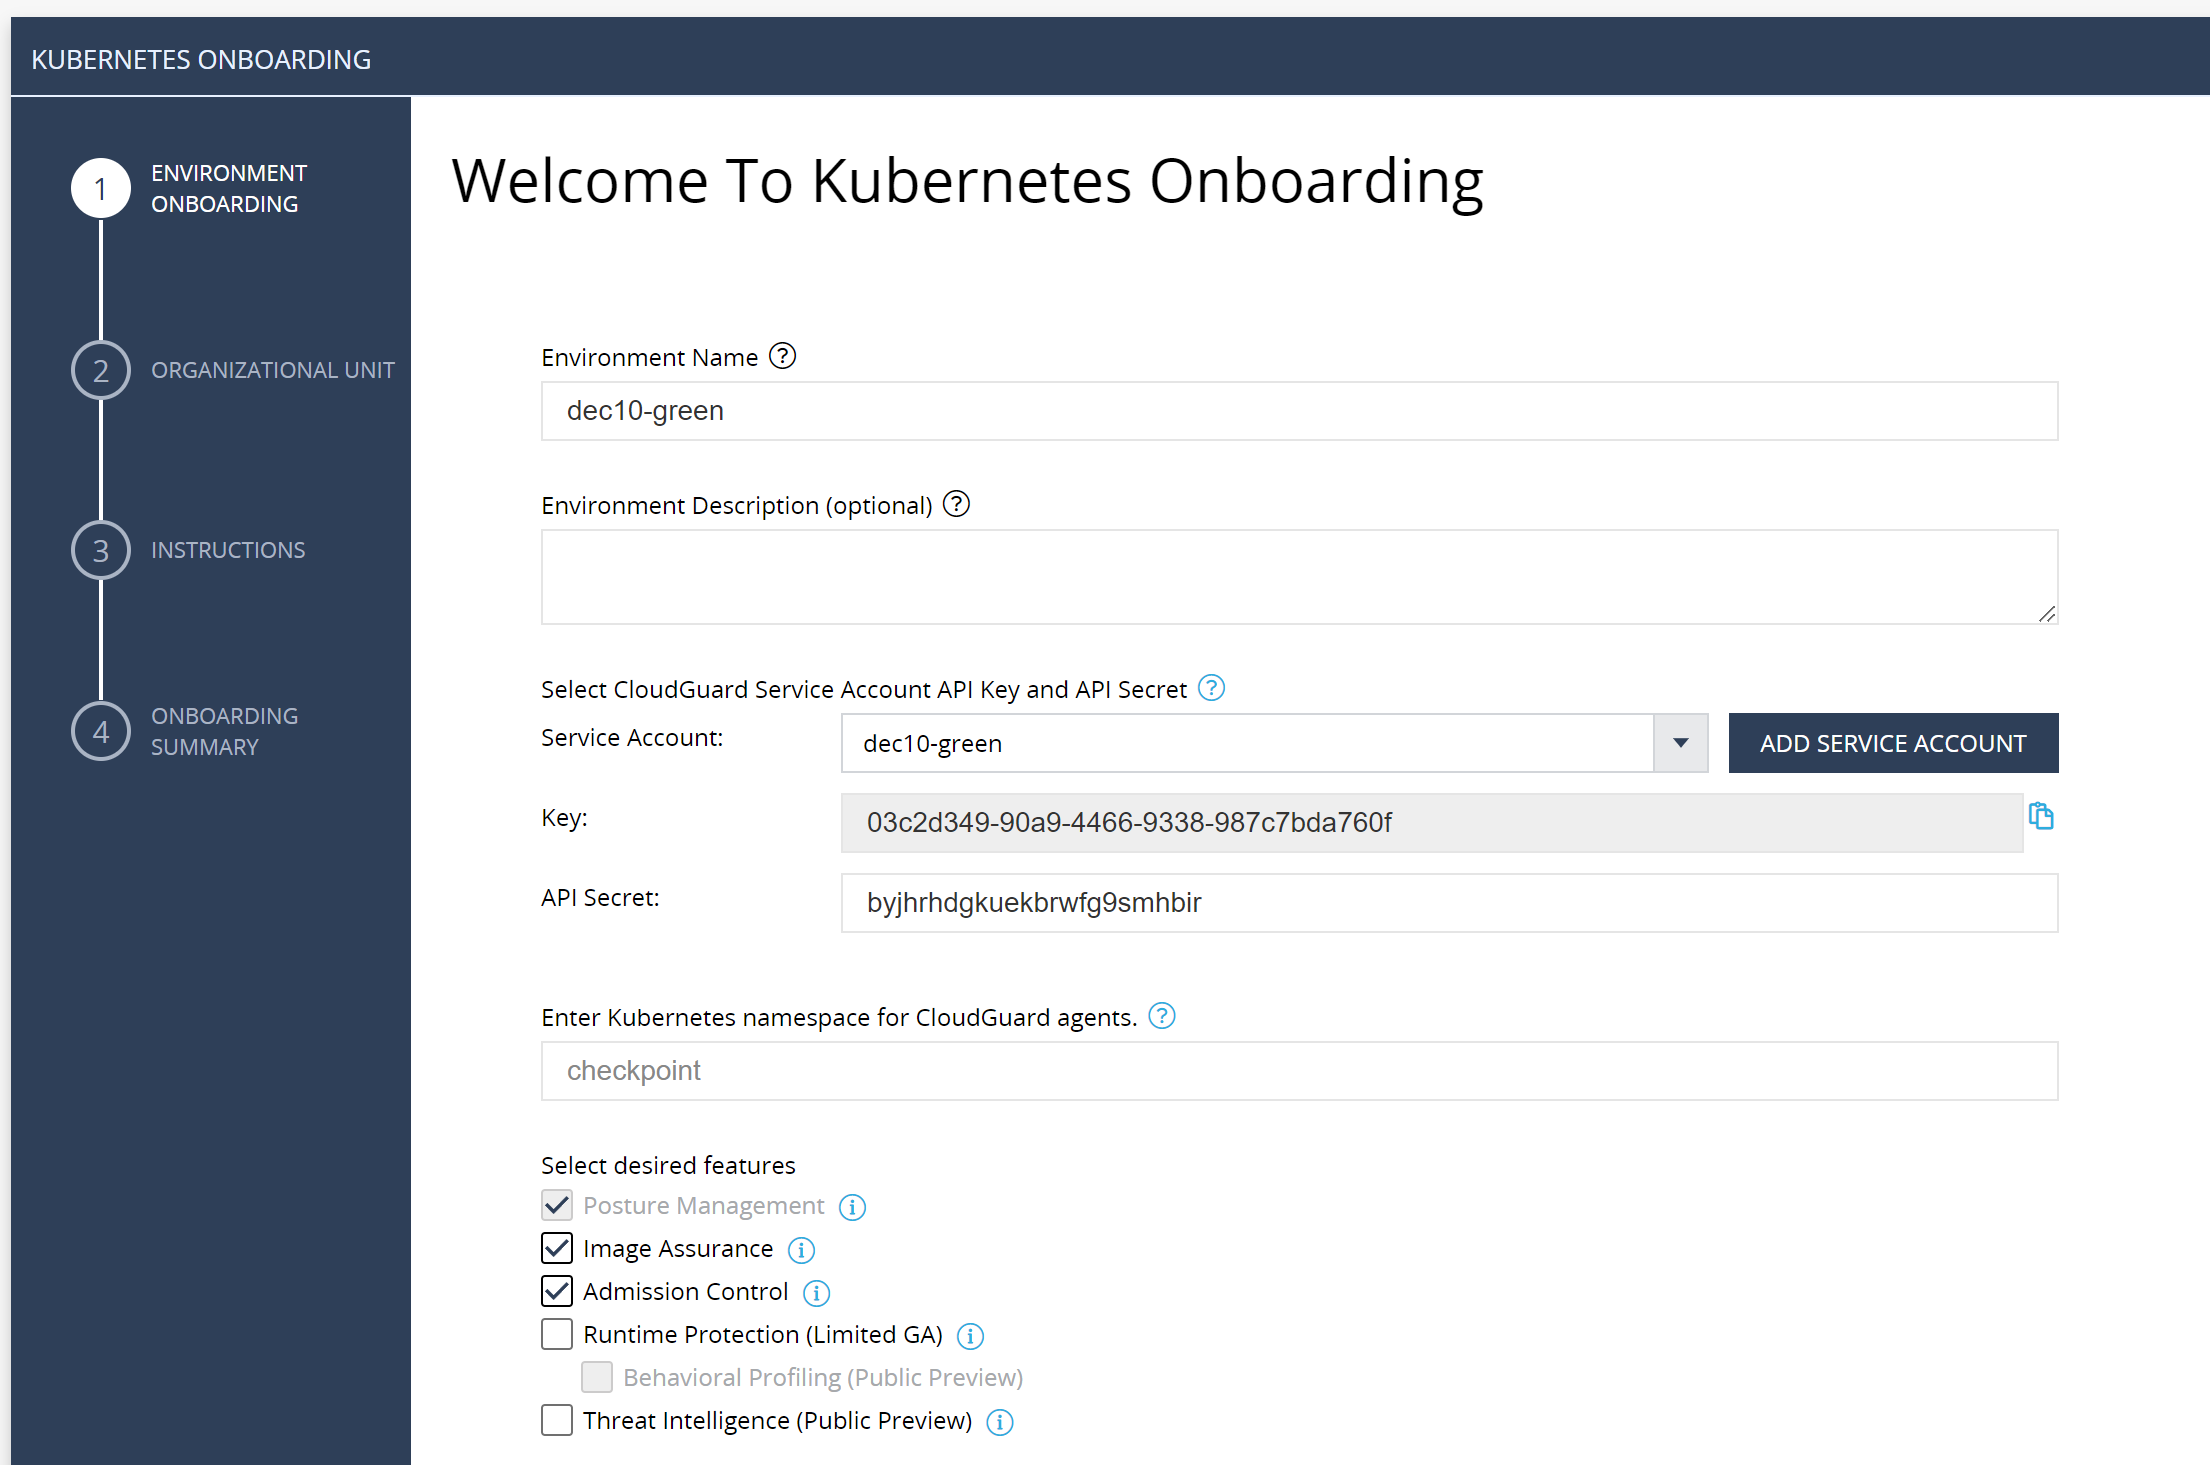 KUBERNETES ONBOARDING
1
ENVIRONMENT
ONBOARDING
2
ORGANIZATIONAL UNIT
3
INSTRUCTIONS
4
ONBOARDING
SUMMARY
Welcome To Kubernetes Onboarding
Environment Name ?
dec10-green
Environment Description (optional) ?
Select CloudGuard Service Account API Key and API Secret ?
Service Account:
dec10-green
ADD SERVICE ACCOUNT
Key:
03c2d349-90a9-4466-9338-987c7bda760f
API Secret:
byjhrhdgkuekbrwfg9smhbir
Enter Kubernetes namespace for CloudGuard agents. ?
checkpoint
Select desired features
Posture Management i
Image Assurance i
Admission Control i
Runtime Protection (Limited GA) i
Behavioral Profiling (Public Preview)
Threat Intelligence (Public Preview) i